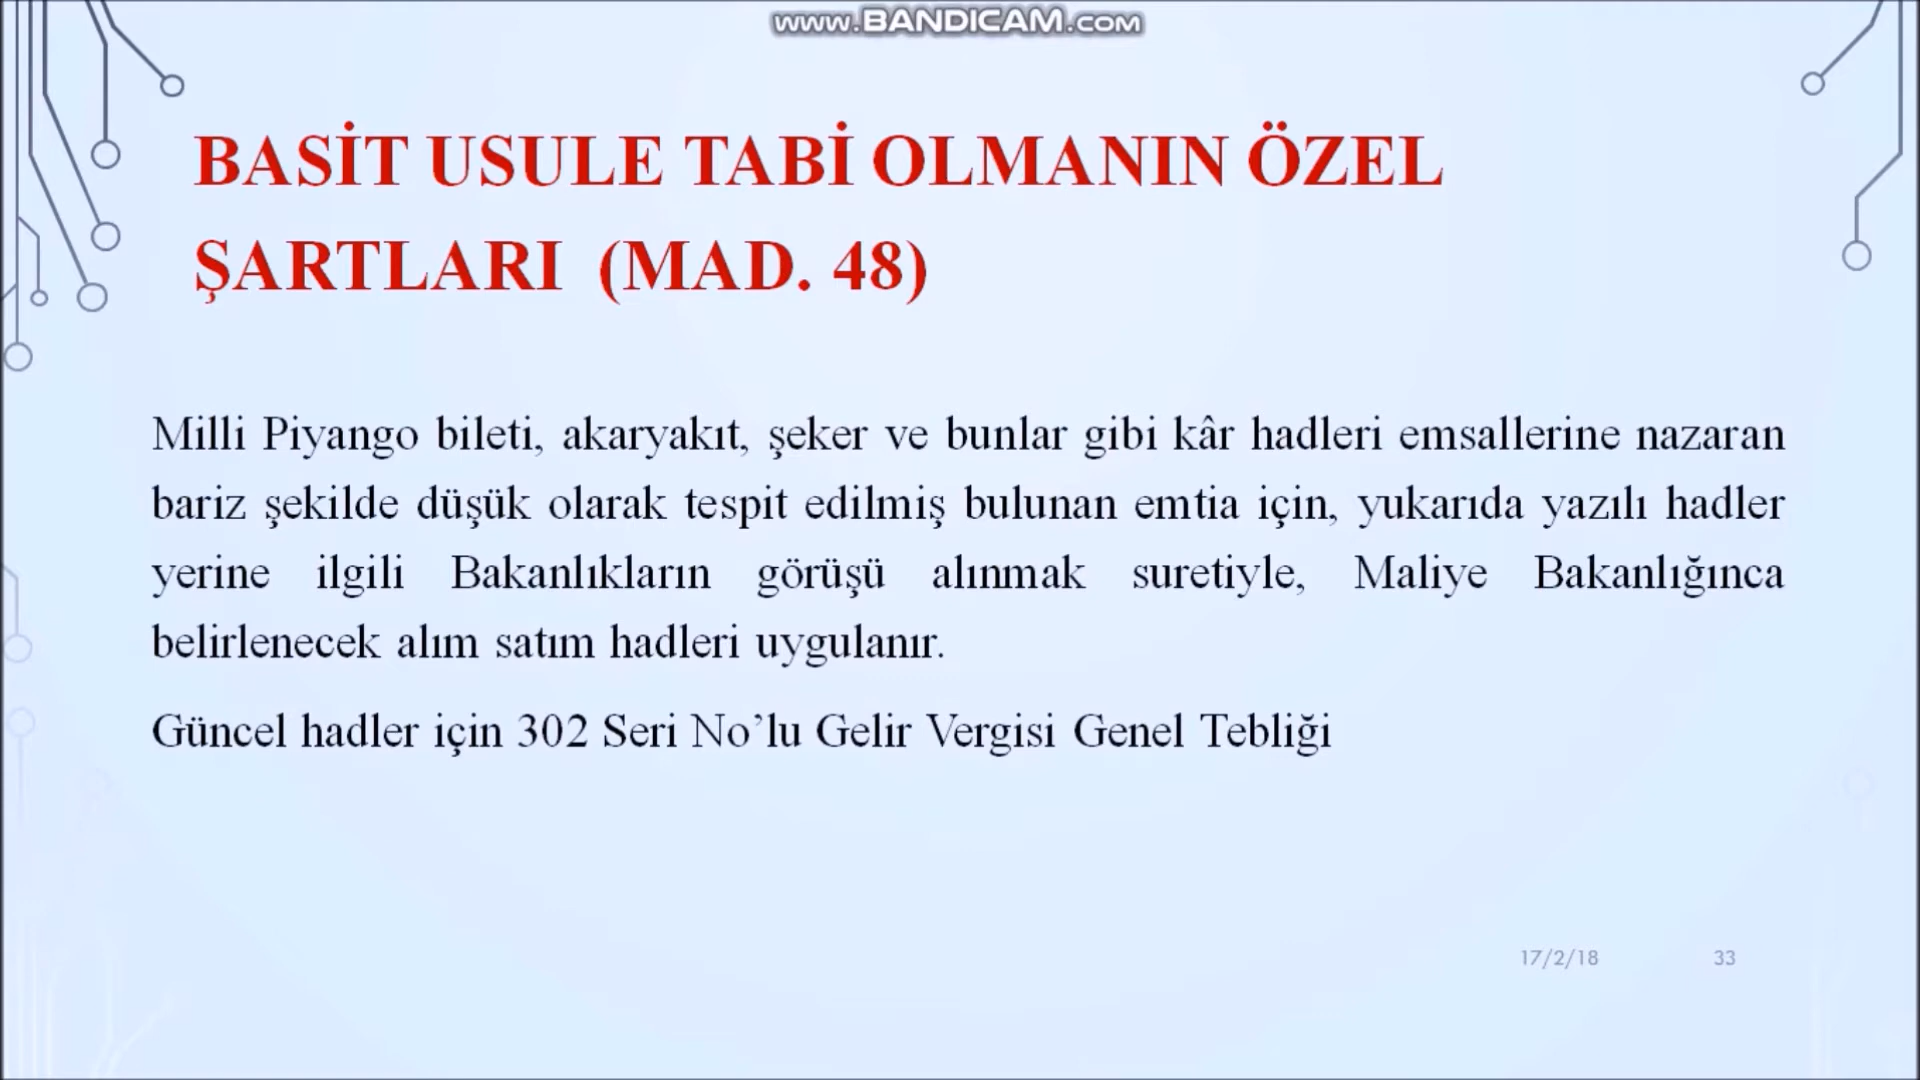 www.BANDICAM.com
BASİT USULE TABİ OLMANIN ÖZEL
ŞARTLARI (MAD. 48)
Milli Piyango bileti, akaryakıt, şeker ve bunlar gibi kâr hadleri emsallerine nazaran
bariz şekilde düşük olarak tespit edilmiş bulunan emtia için, yukarıda yazılı hadler
yerine ilgili Bakanlıkların görüşü alınmak suretiyle, Maliye Bakanlığınca
belirlenecek alım satım hadleri uygulanır.
Güncel hadler için 302 Seri No’lu Gelir Vergisi Genel Tebliği
17/2/18 33